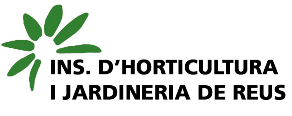 INS. D'HORTICULTURA
I JARDINERIA DE REUS